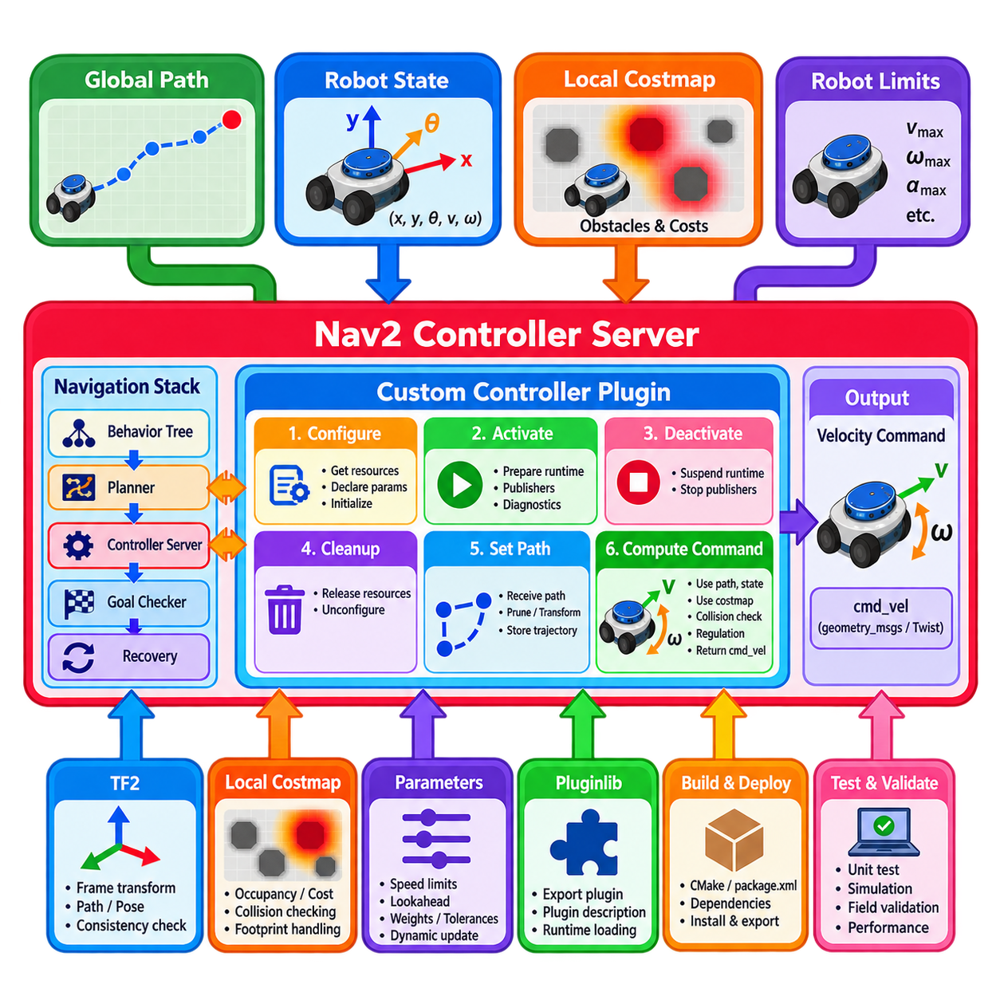 Global Path
Robot State
y
θ
x
(x, y, θ, v, ω)
Local Costmap
Obstacles & Costs
Robot Limits
vmax
ωmax
amax
etc.
Nav2 Controller Server
Navigation Stack
Behavior Tree
Planner
Controller Server
Goal Checker
Recovery
Custom Controller Plugin
1. Configure
• Get resources
• Declare params
• Initialize
2. Activate
• Prepare runtime
• Publishers
• Diagnostics
3. Deactivate
• Suspend runtime
• Stop publishers
4. Cleanup
• Release resources
• Unconfigure
5. Set Path
• Receive path
• Prune / Transform
• Store trajectory
6. Compute Command
V
ω
• Use path, state
• Use costmap
• Collision check
• Regulation
• Return cmd_vel
Output
Velocity Command
V
ω
cmd_vel
(geometry_msgs / Twist)
TF2
• Frame transform
• Path / Pose
• Consistency check
Local Costmap
• Occupancy / Cost
• Collision checking
• Footprint handling
Parameters
• Speed limits
• Lookahead
• Weights / Tolerances
• Dynamic update
Pluginlib
• Export plugin
• Plugin description
• Runtime loading
Build & Deploy
• CMake / package.xml
• Dependencies
• Install & export
Test & Validate
• Unit test
• Simulation
• Field validation
• Performance